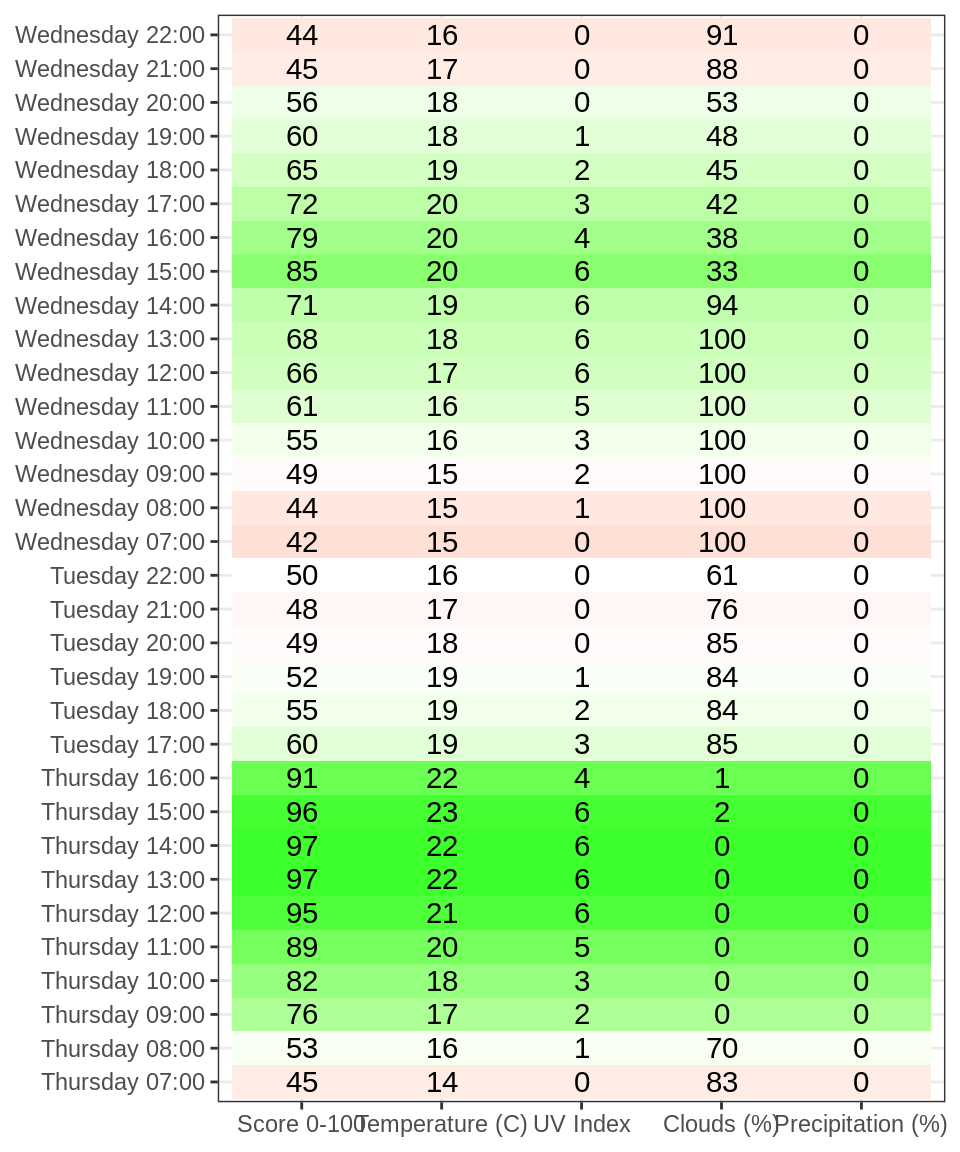 Wednesday 22:00 44 16 0 91 0
Wednesday 21:00 45 17 0 88 0
Wednesday 20:00 56 18 0 53 0
Wednesday 19:00 60 18 1 48 0
Wednesday 18:00 65 19 2 45 0
Wednesday 17:00 72 20 3 42 0
Wednesday 16:00 79 20 4 38 0
Wednesday 15:00 85 20 6 33 0
Wednesday 14:00 71 19 6 94 0
Wednesday 13:00 68 18 6 100 0
Wednesday 12:00 66 17 6 100 0
Wednesday 11:00 61 16 5 100 0
Wednesday 10:00 55 16 3 100 0
Wednesday 09:00 49 15 2 100 0
Wednesday 08:00 44 15 1 100 0
Wednesday 07:00 42 15 0 100 0
Tuesday 22:00 50 16 0 61 0
Tuesday 21:00 48 17 0 76 0
Tuesday 20:00 49 18 0 85 0
Tuesday 19:00 52 19 1 84 0
Tuesday 18:00 55 19 2 84 0
Tuesday 17:00 60 19 3 85 0
Thursday 16:00 91 22 4 1 0
Thursday 15:00 96 23 6 2 0
Thursday 14:00 97 22 6 0 0
Thursday 13:00 97 22 6 0 0
Thursday 12:00 95 21 6 0 0
Thursday 11:00 89 20 5 0 0
Thursday 10:00 82 18 3 0 0
Thursday 09:00 76 17 2 0 0
Thursday 08:00 53 16 1 70 0
Thursday 07:00 45 14 0 83 0
Score 0-100 Temperature (C) UV Index Clouds (%) Precipitation (%)